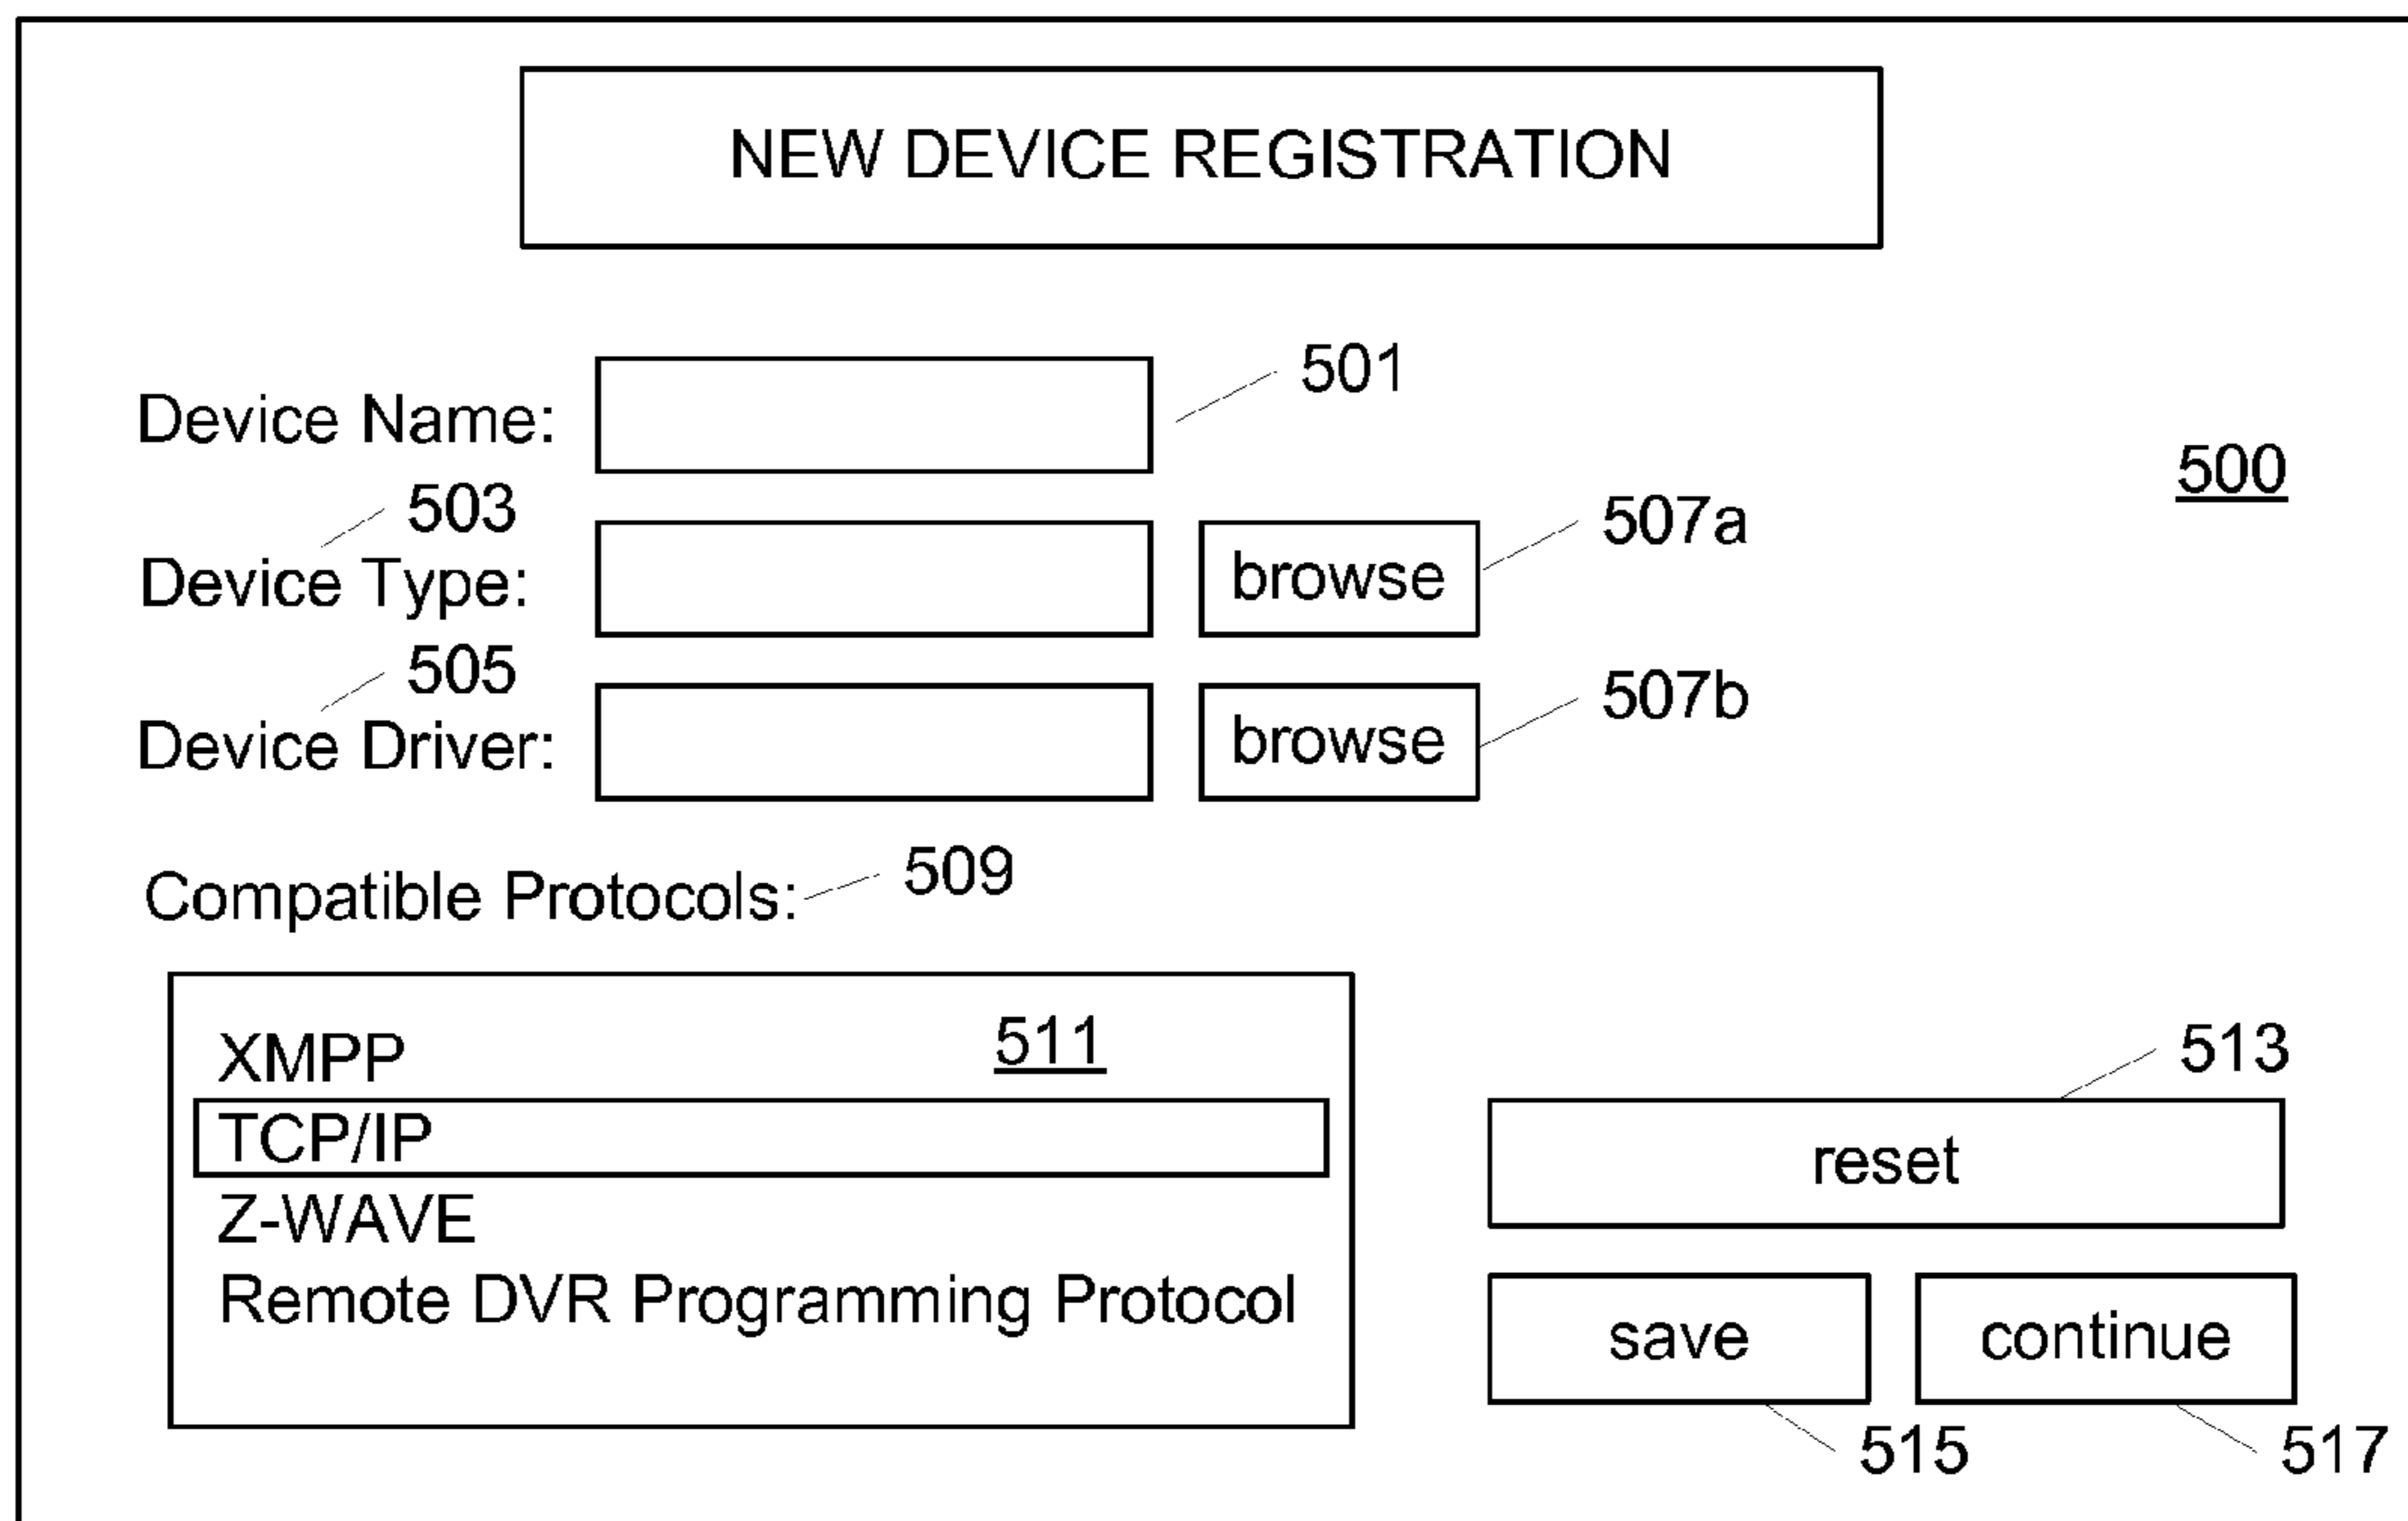 NEW DEVICE REGISTRATION
Device Name:
501
500
503
Device Type:
browse
507a
505
Device Driver:
browse
507b
Compatible Protocols:
509
511
XMPP
TCP/IP
Z-WAVE
Remote DVR Programming Protocol
513
reset
save
continue
515
517